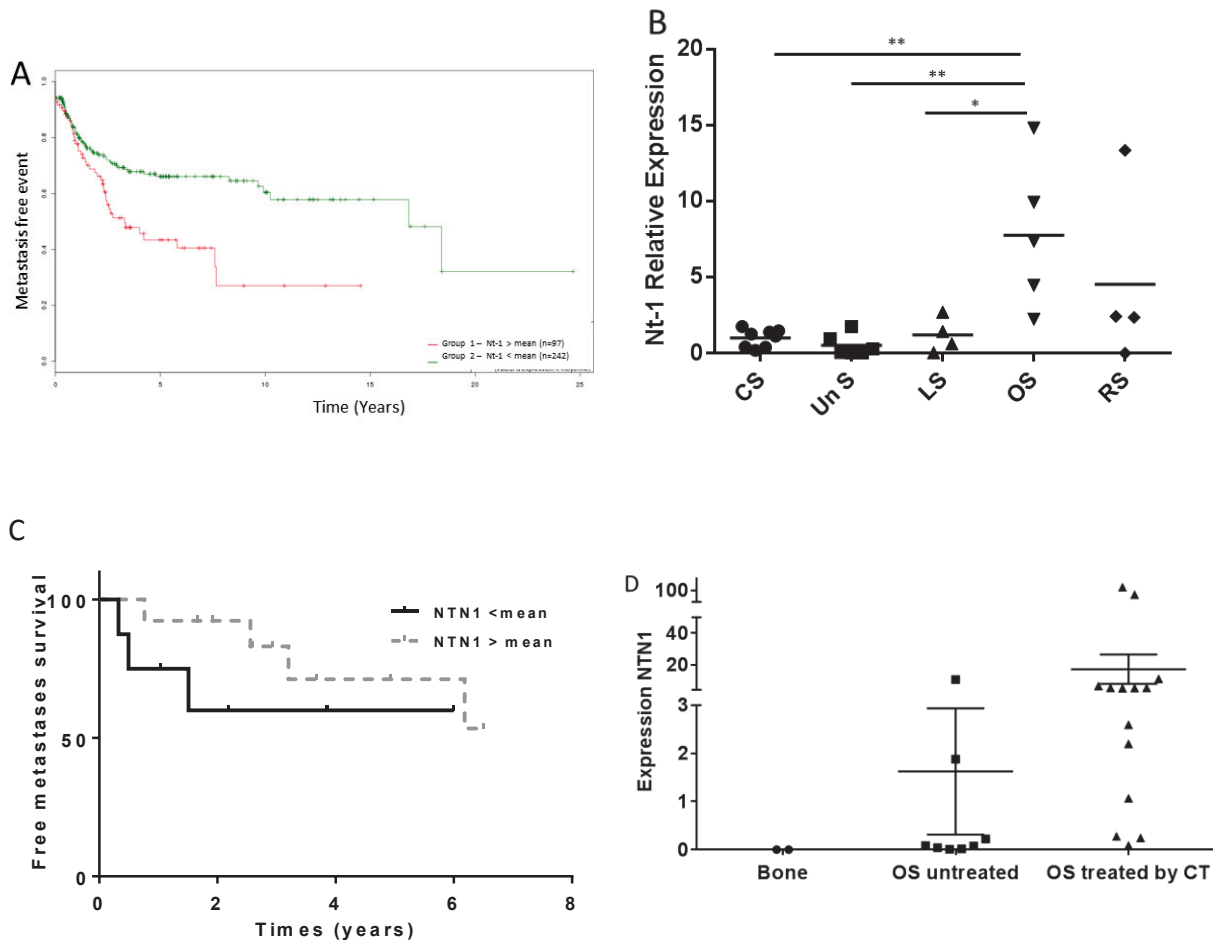 A
Metastasis free event
1.0
0.8
0.6
0.4
0.2
0.0
0
5
10
15
20
25
Time (Years)
Group 1 – Nt-1 > mean (n=97)
Group 2 – Nt-1 < mean (n=242)
B
Nt-1 Relative Expression
20
15
10
5
0
**
**
*
CS
Un S
LS
OS
RS
C
Free metastases survival
100
50
0
0
2
4
6
8
Times (years)
NTN1 <mean
NTN1 > mean
D
Expression NTN1
100
40
20
3
2
1
0
Bone
OS untreated
OS treated by CT